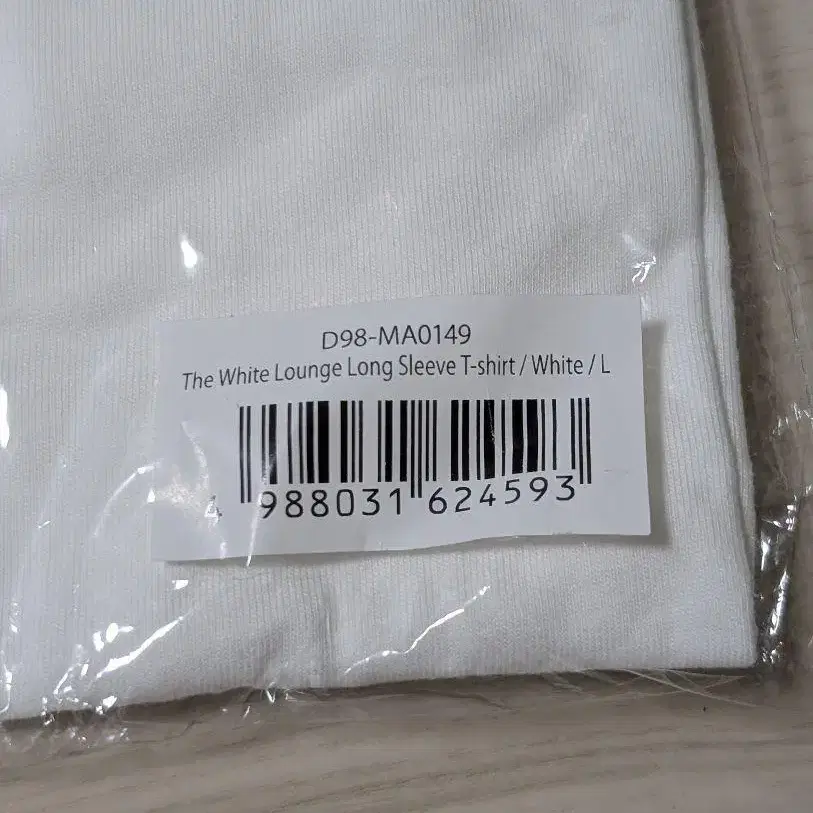 D98-MA0149
The White Lounge Long Sleeve T-shirt / White / L
4 988031 624593